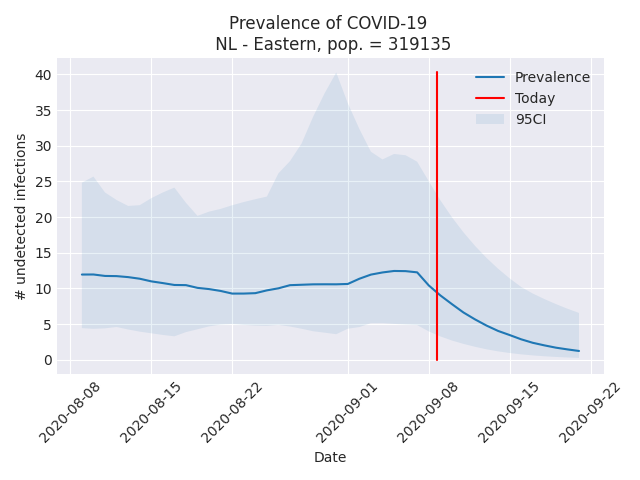 Prevalence of COVID-19
NL - Eastern, pop. = 319135
# undetected infections
40
35
30
25
20
15
10
5
0
Prevalence
Today
95CI
2020-08-08
2020-08-15
2020-08-22
2020-09-01
2020-09-08
2020-09-15
2020-09-22
Date